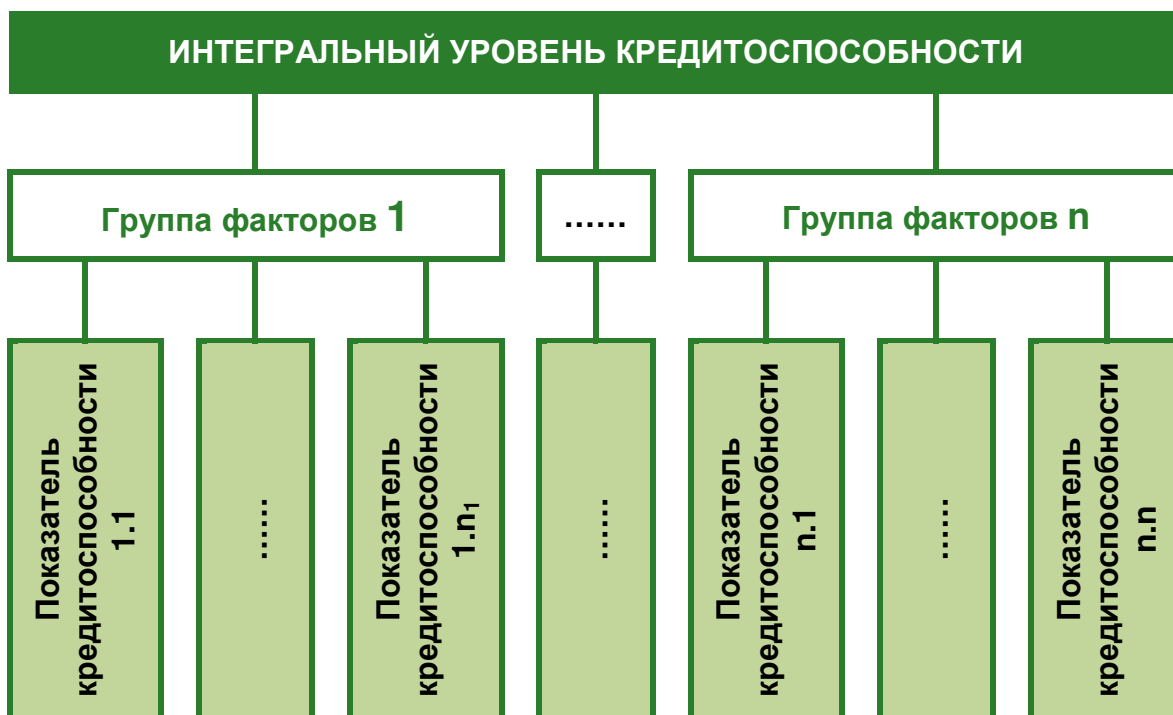 ИНТЕГРАЛЬНЫЙ УРОВЕНЬ КРЕДИТОСПОСОБНОСТИ
Группа факторов 1
......
Группа факторов n
Показатель
кредитоспособности
1.1
......
Показатель
кредитоспособности
1.n₁
......
Показатель
кредитоспособности
n.1
......
Показатель
кредитоспособности
n.n